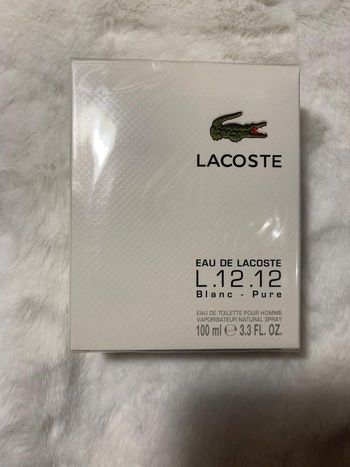 LACOSTE
EAU DE LACOSTE
L.12.12
Blanc - Pure
EAU DE TOILETTE POUR HOMME
VAPORISATEUR NATURAL SPRAY
100 ml ℮ 3.3 FL. OZ.